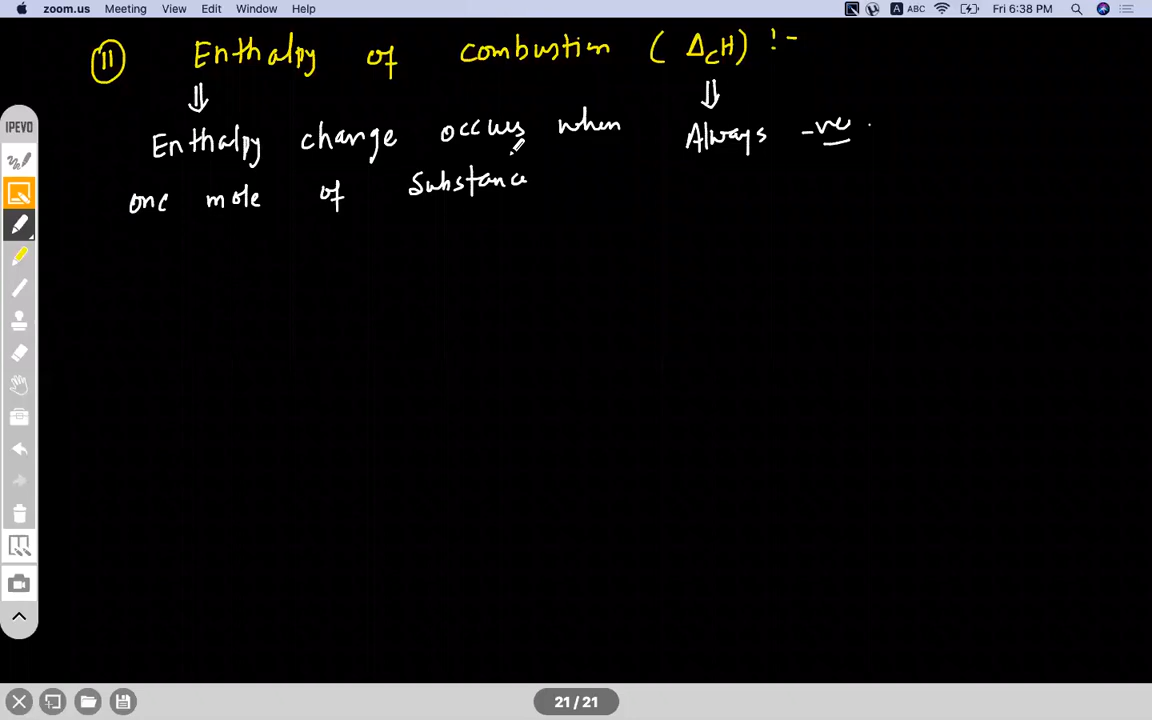 zoom.us Meeting View Edit Window Help A ABC Fri 6:38 PM
11 Enthalpy of combustion ( ΔcH) :-
Enthalpy change occurs when Always -ve
one mole of Substance
IPEVO
21 / 21